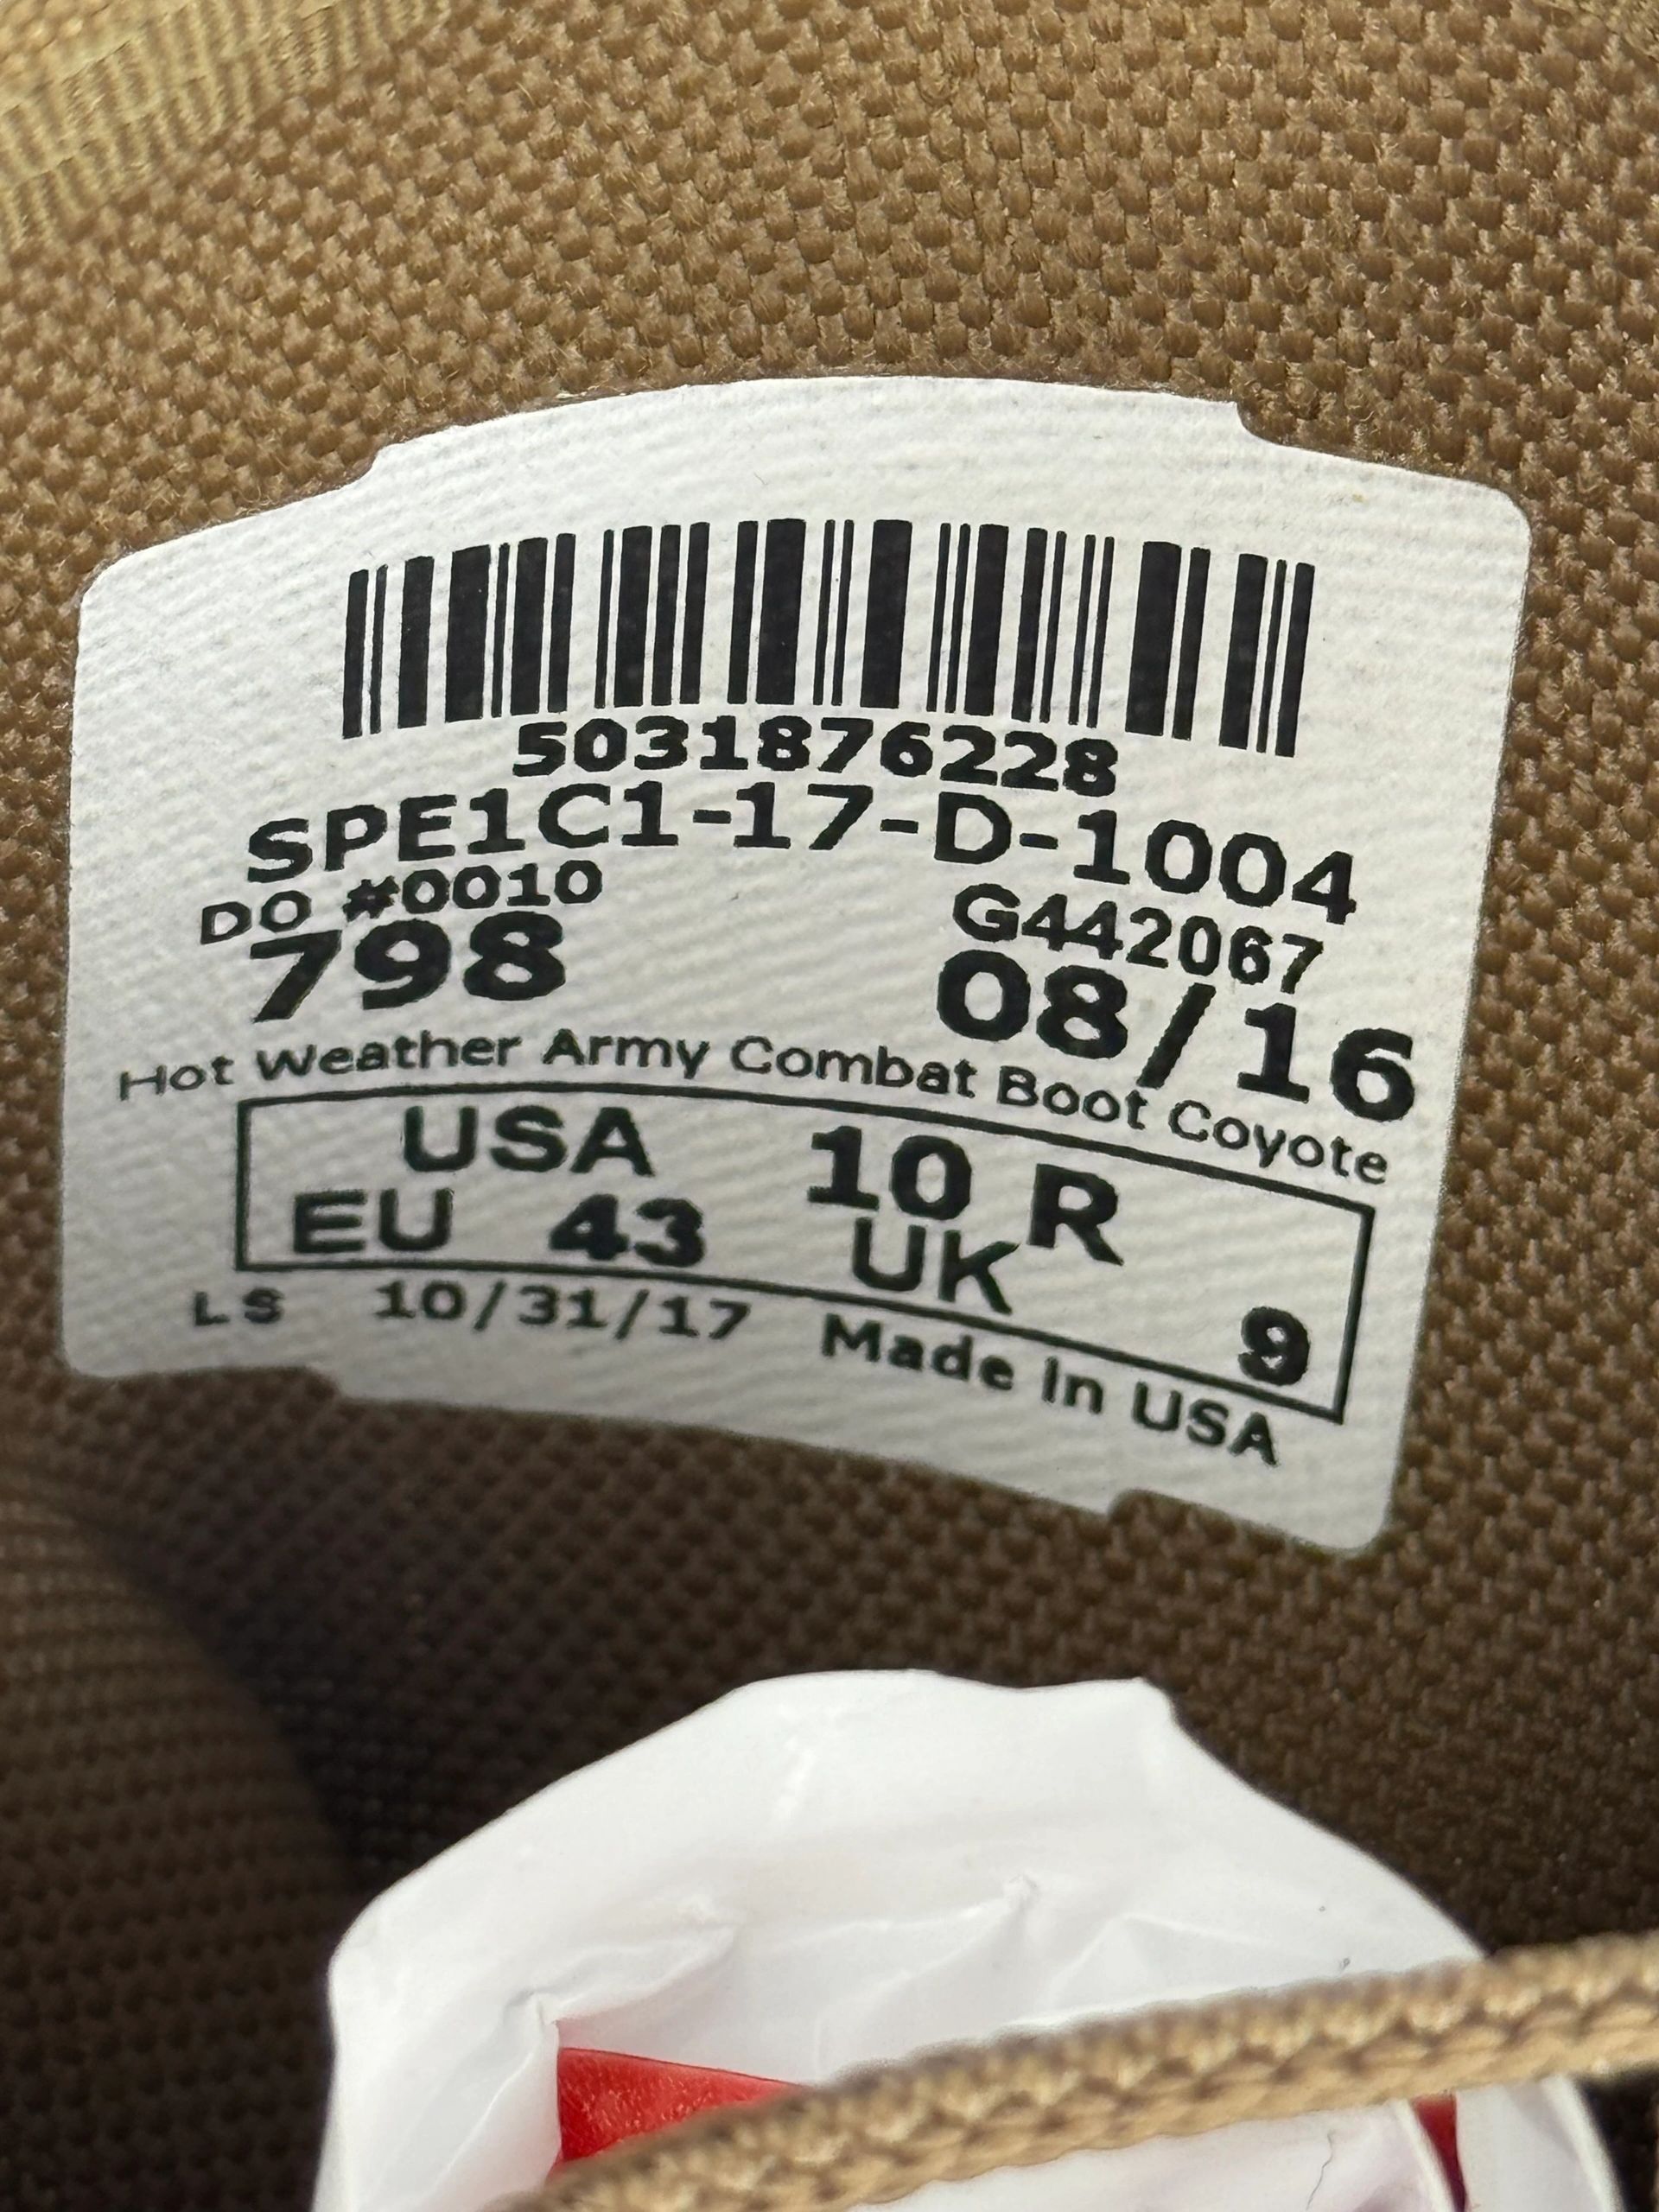 5031876228
SPE1C1-17-D-1004
DO #0010 G442067
798 08/16
Hot Weather Army Combat Boot Coyote
USA 10 R
EU 43 UK 9
LS 10/31/17 Made In USA